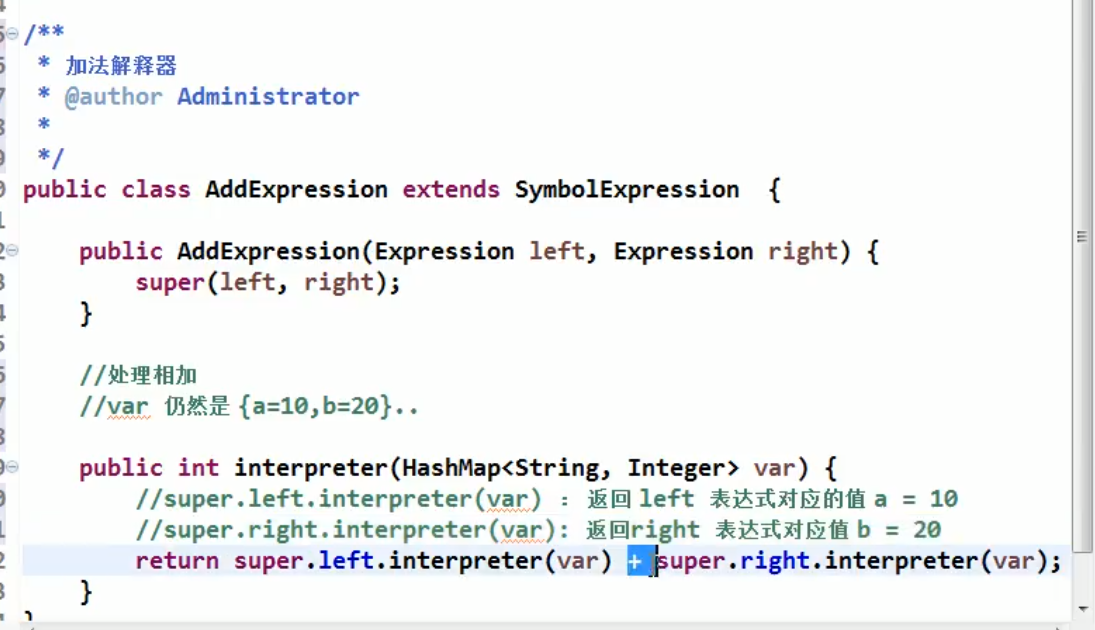 /**
* 加法解释器
* @author Administrator
*
*/
public class AddExpression extends SymbolExpression  {
public AddExpression(Expression left, Expression right) {
super(left, right);
}
//处理相加
//var 仍然是 {a=10,b=20}..
public int interpreter(HashMap<String, Integer> var) {
//super.left.interpreter(var) : 返回 left 表达式对应的值 a = 10
//super.right.interpreter(var): 返回right 表达式对应值 b = 20
return super.left.interpreter(var) + super.right.interpreter(var);
}